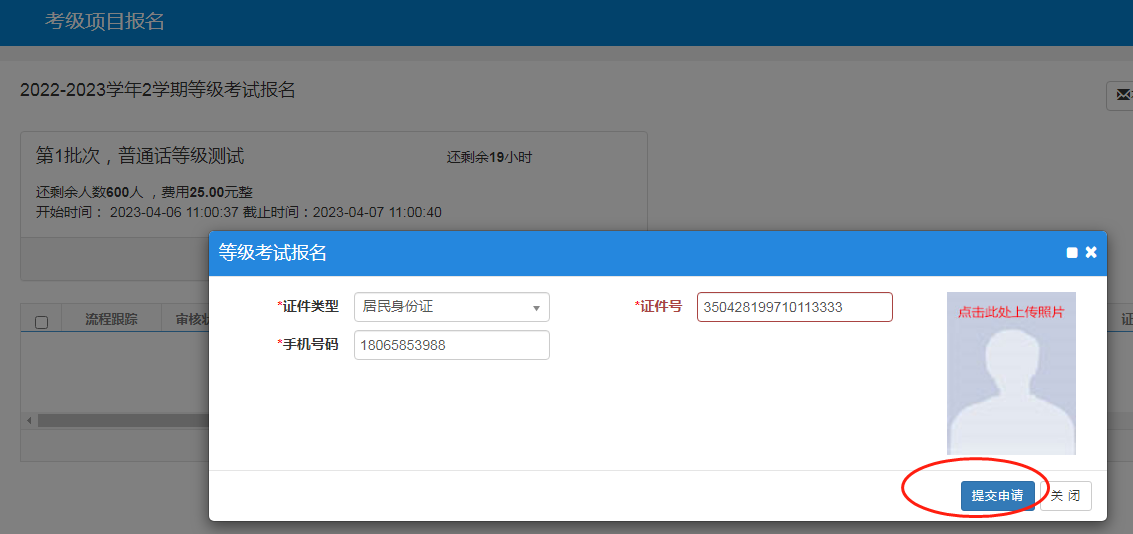 考级项目报名
2022-2023学年2学期等级考试报名
第1批次，普通话等级测试 还剩余19小时
还剩余人数600人 ，费用25.00元整
开始时间： 2023-04-06 11:00:37 截止时间：2023-04-07 11:00:40
等级考试报名
*证件类型 居民身份证 *证件号 350428199710113333
点击此处上传照片
*手机号码 18065853988
流程跟踪 审核 证
提交申请 关 闭